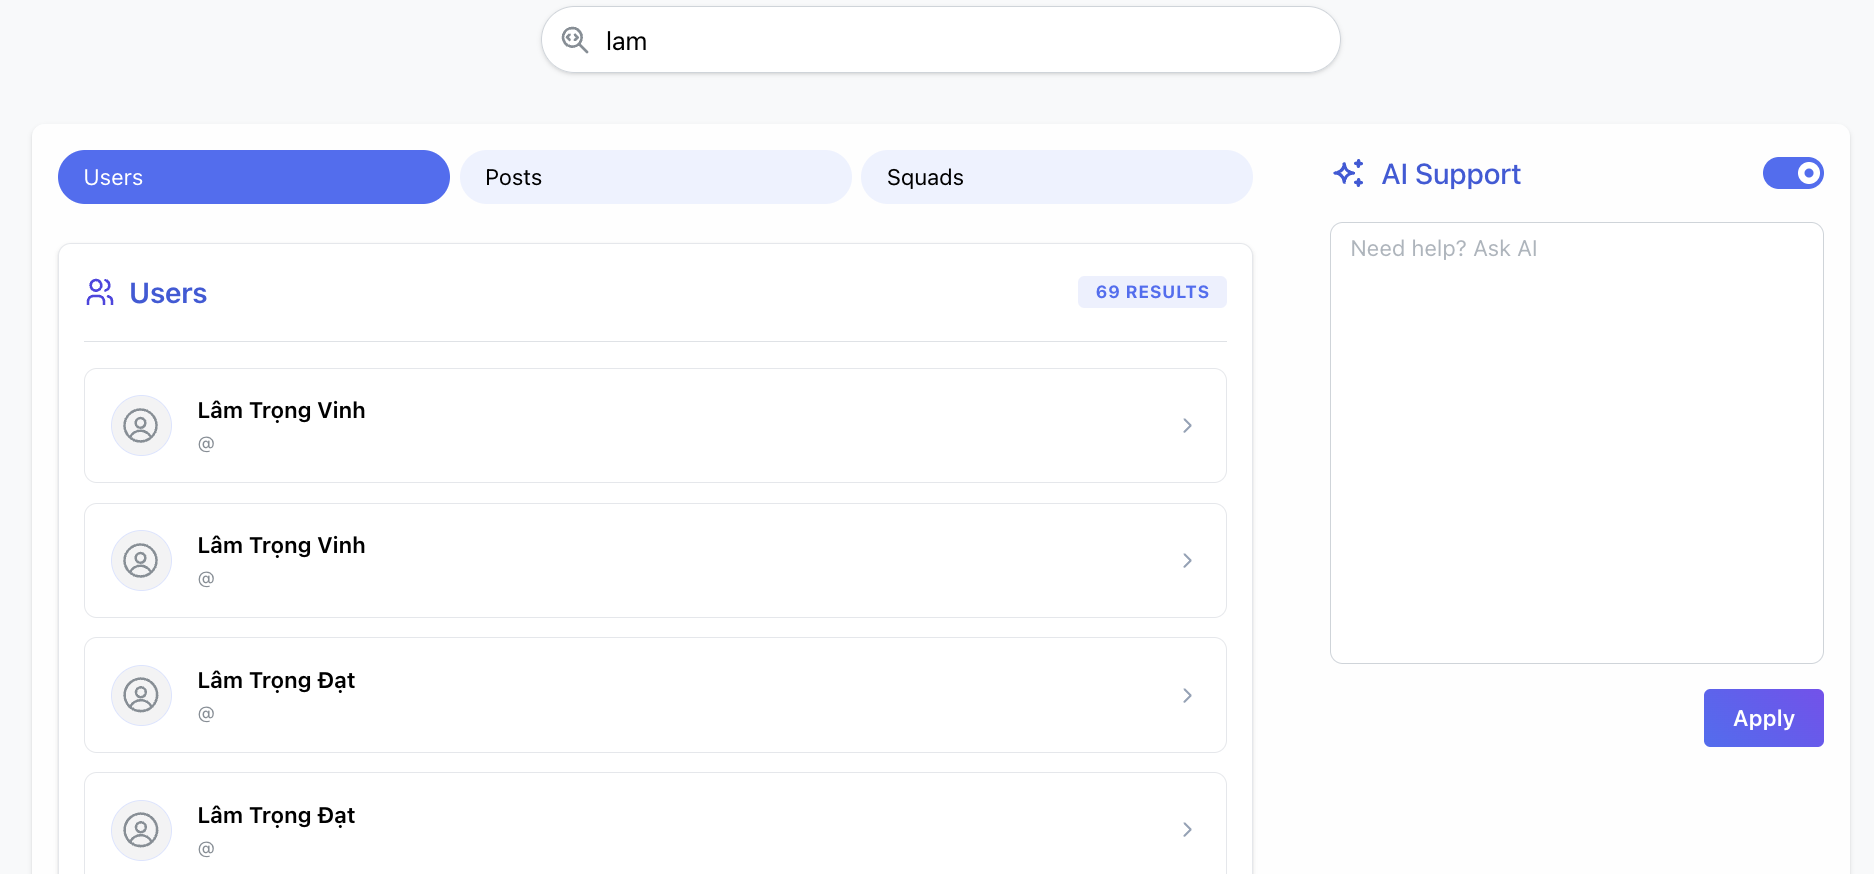 lam
Users
Posts
Squads
AI Support
Need help? Ask AI
Apply
Users
69 RESULTS
Lâm Trọng Vinh
@
Lâm Trọng Vinh
@
Lâm Trọng Đạt
@
Lâm Trọng Đạt
@